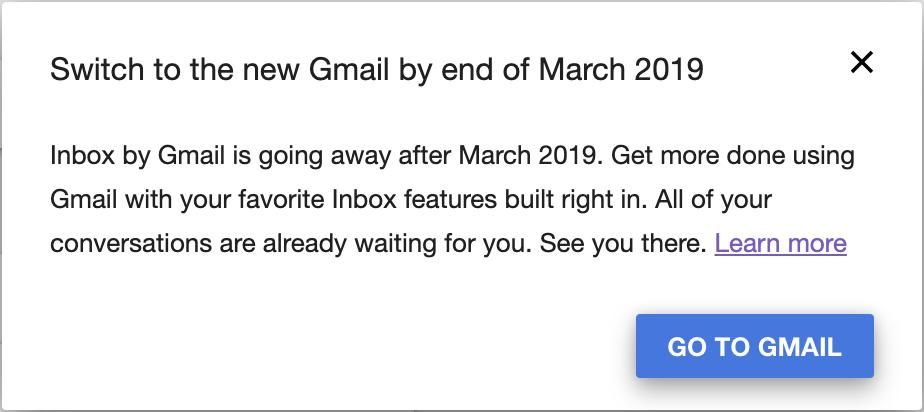 Switch to the new Gmail by end of March 2019
Inbox by Gmail is going away after March 2019. Get more done using
Gmail with your favorite Inbox features built right in. All of your
conversations are already waiting for you. See you there. Learn more
GO TO GMAIL